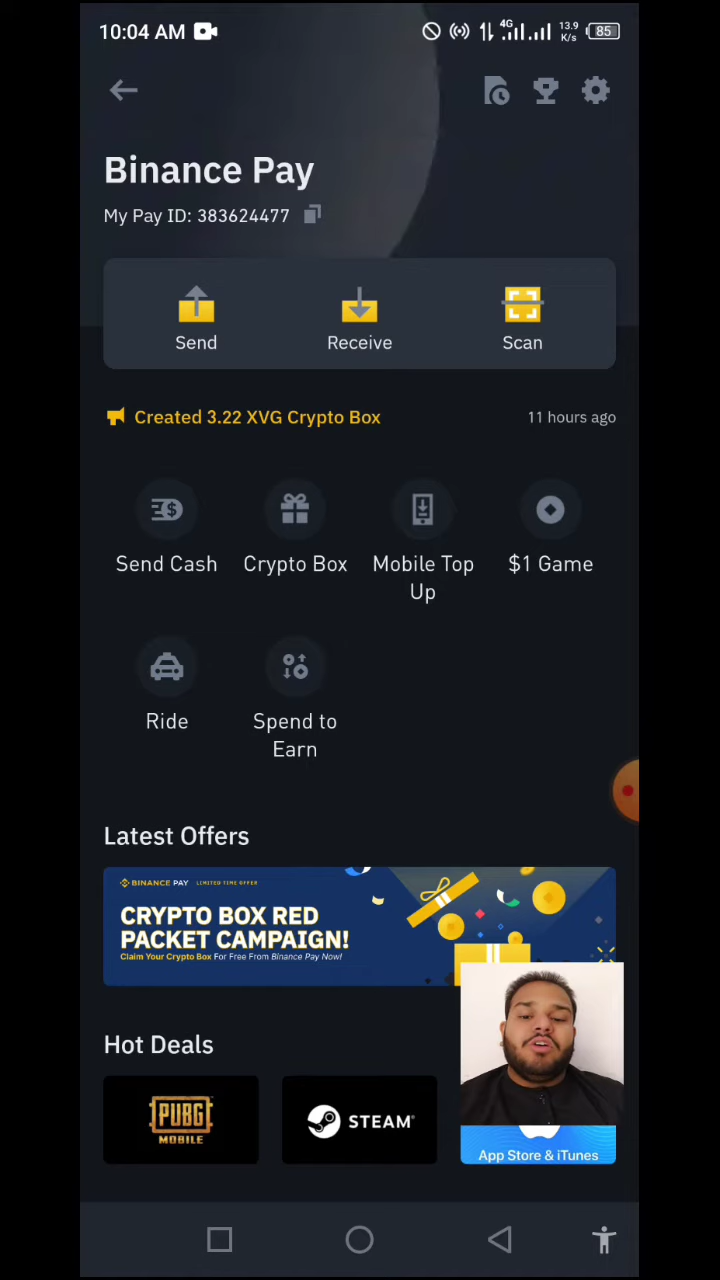 10:04 AM
4G
13.9
K/s
85
Binance Pay
My Pay ID: 383624477
Send
Receive
Scan
Created 3.22 XVG Crypto Box
11 hours ago
Send Cash
Crypto Box
Mobile Top
Up
$1 Game
Ride
Spend to
Earn
Latest Offers
BINANCE PAY LIMITED TIME OFFER
CRYPTO BOX RED
PACKET CAMPAIGN!
Claim Your Crypto Box For Free From Binance Pay Now!
Hot Deals
PUBG
MOBILE
STEAM
App Store & iTunes